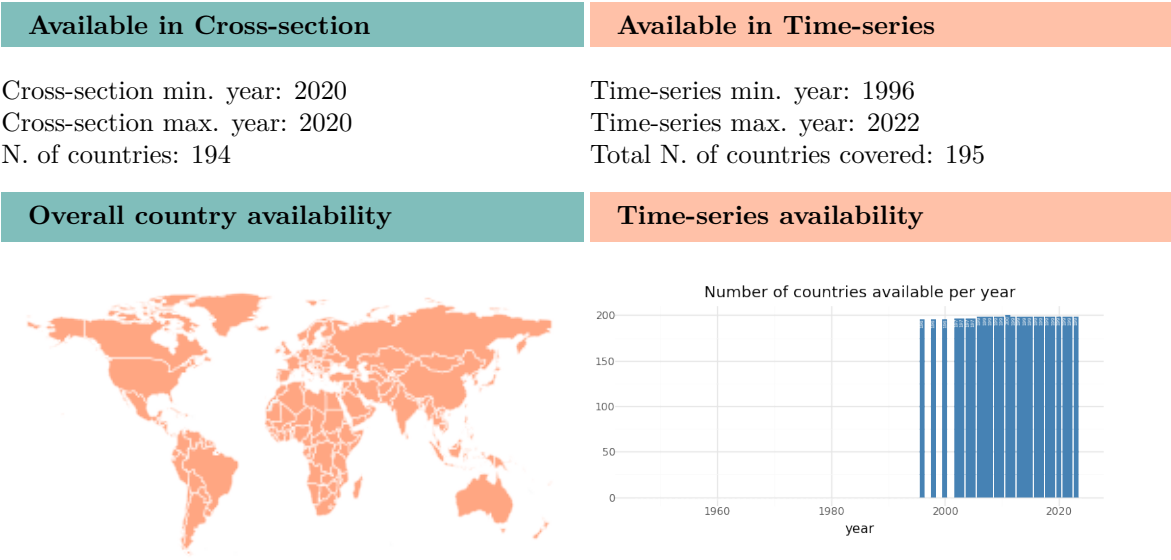 Available in Cross-section
Cross-section min. year: 2020
Cross-section max. year: 2020
N. of countries: 194
Available in Time-series
Time-series min. year: 1996
Time-series max. year: 2022
Total N. of countries covered: 195
Overall country availability
Time-series availability
Number of countries available per year
200
150
100
50
0
1960
1980
2000
2020
year